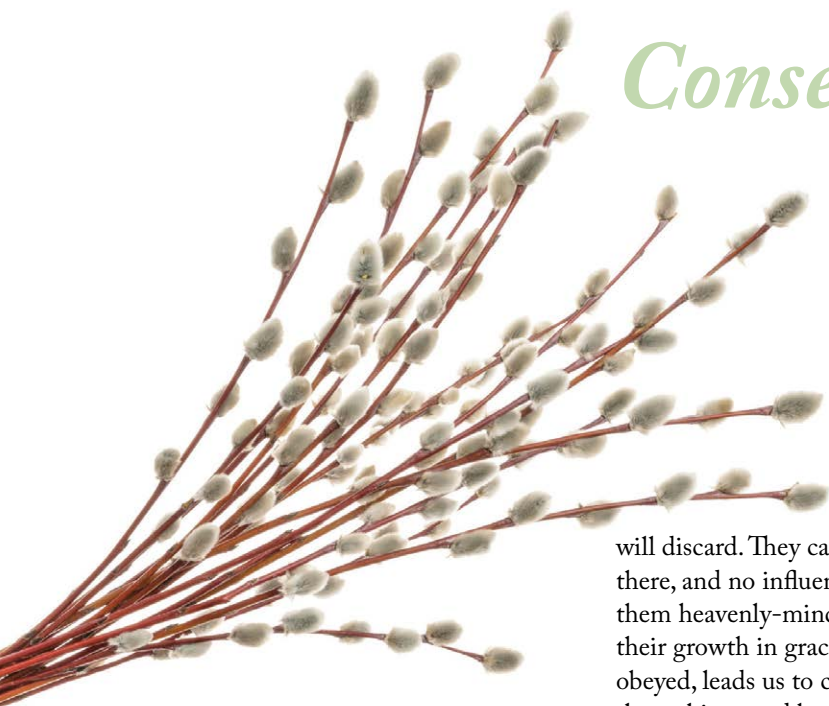 Conse
will discard. They ca
there, and no influen
them heavenly-mind
their growth in grac
obeyed, leads us to c